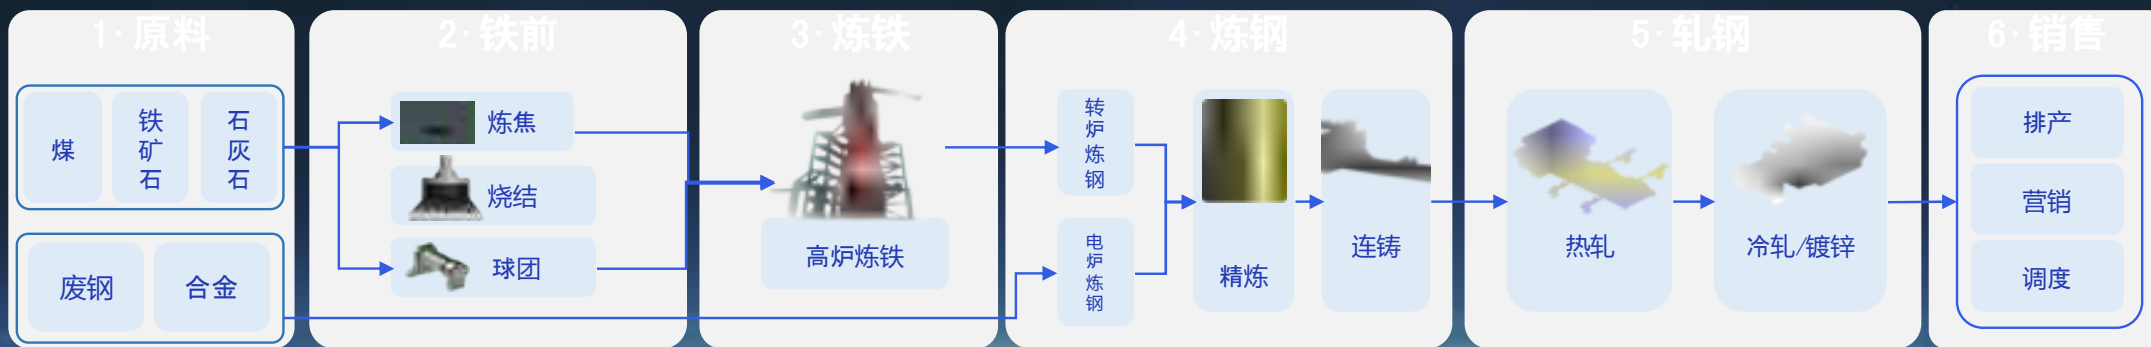 1·原料
煤
铁矿石
石灰石
废钢
合金
2·铁前
炼焦
烧结
球团
3·炼铁
高炉炼铁
4·炼钢
转炉炼钢
电炉炼钢
精炼
连铸
5·轧钢
热轧
冷轧/镀锌
6·销售
排产
营销
调度